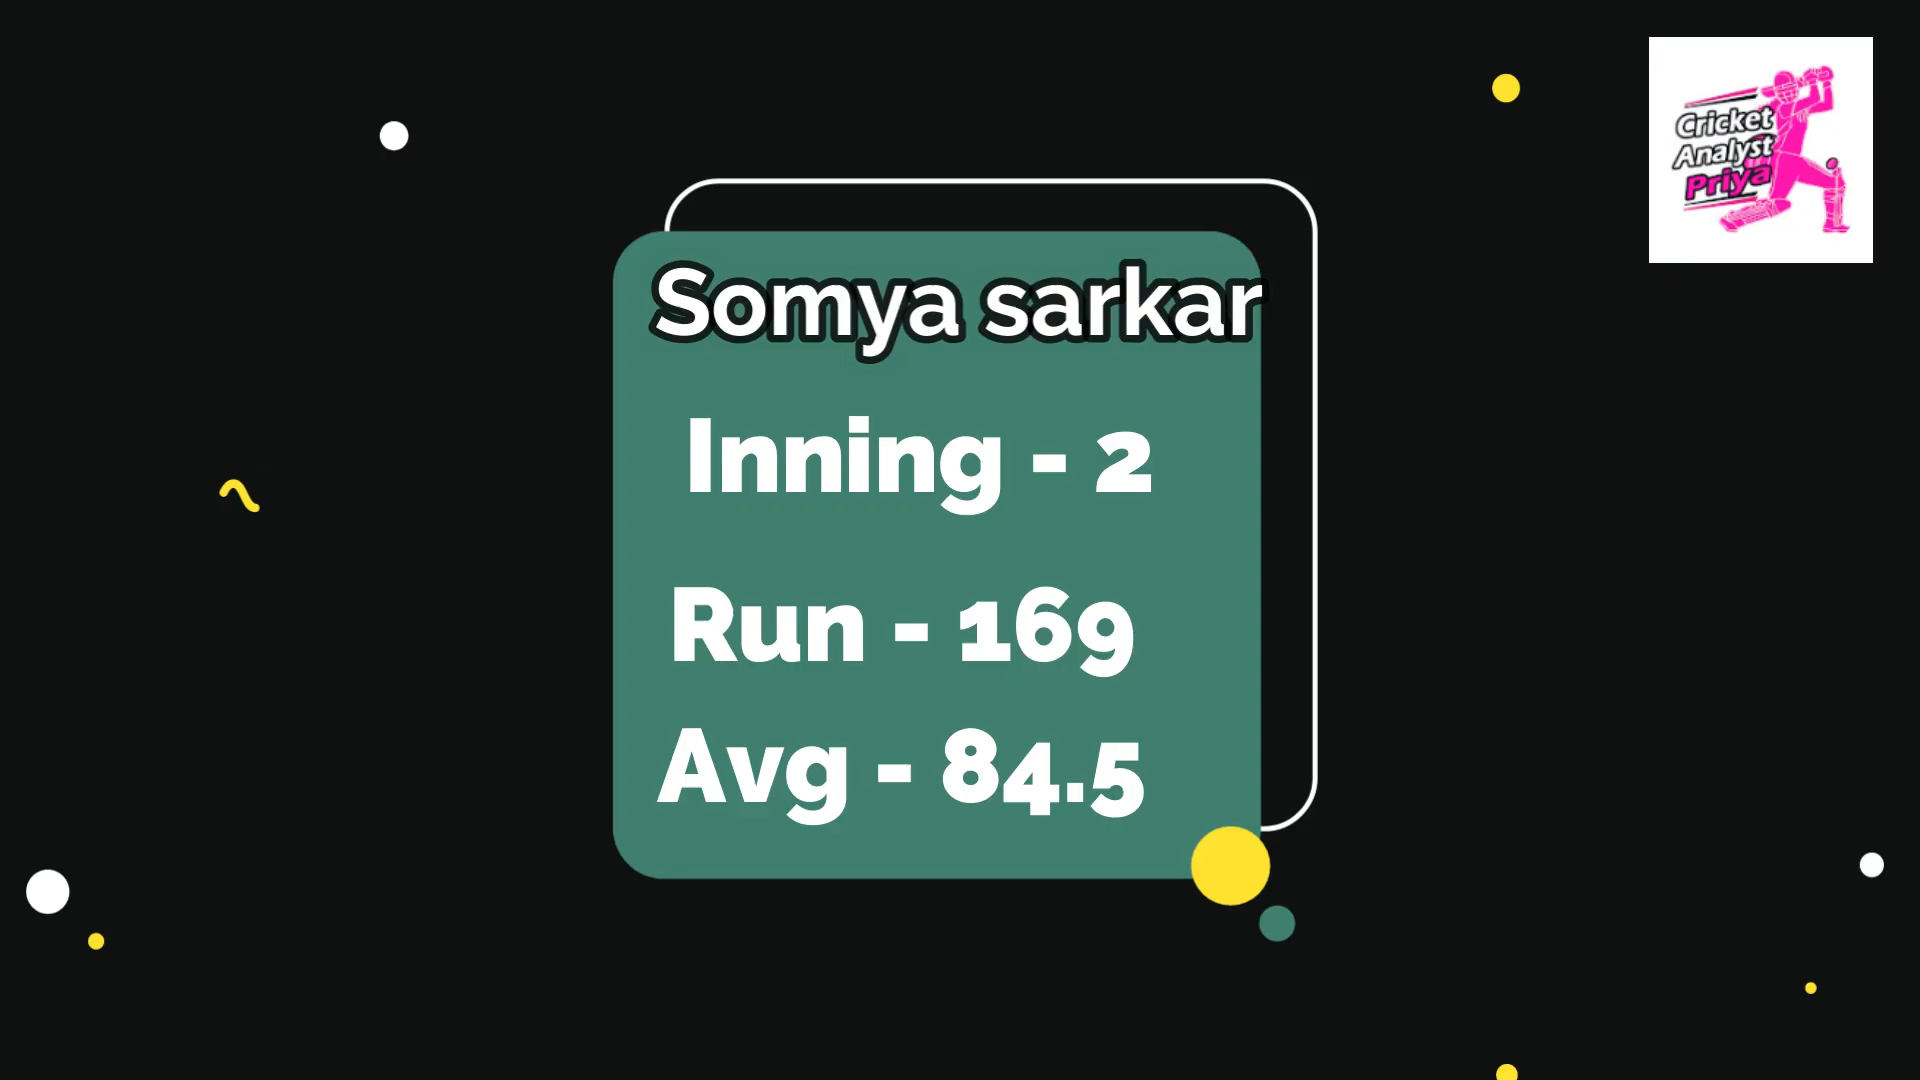 Cricket
Analyst
Priya
Somya sarkar
Inning - 2
Run - 169
Avg - 84.5